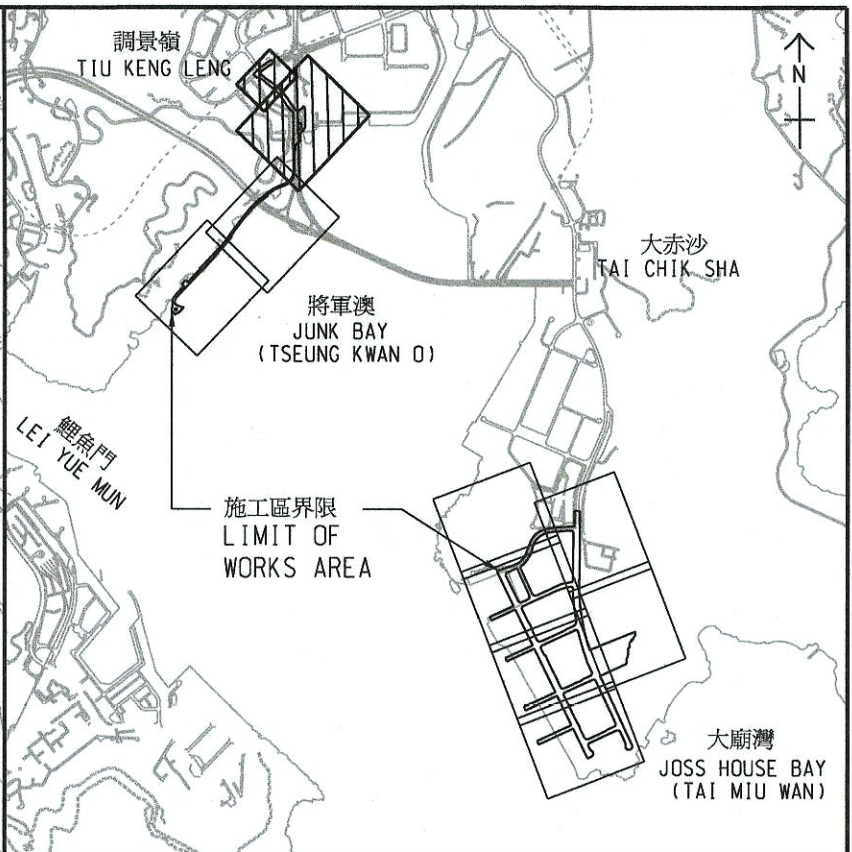 調景嶺
TIU KENG LENG
N
大赤沙
TAI CHIK SHA
將軍澳
JUNK BAY
(TSEUNG KWAN O)
鯉魚門
LEI YUE MUN
施工區界限
LIMIT OF
WORKS AREA
大廟灣
JOSS HOUSE BAY
(TAI MIU WAN)